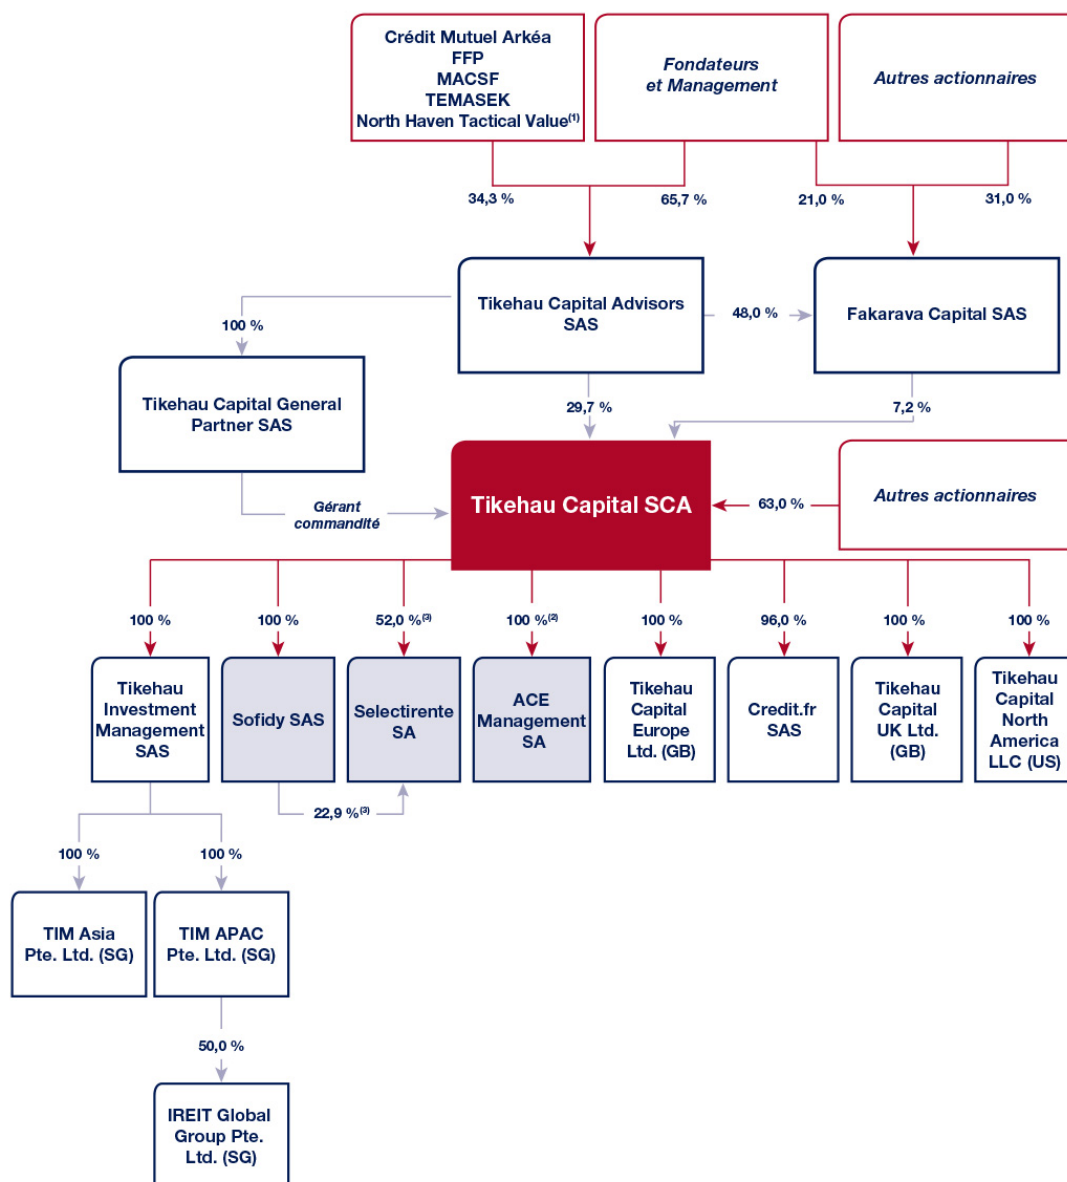 Crédit Mutuel Arkéa
FFP
MACSF
TEMASEK
North Haven Tactical Value(1)
Fondateurs
et Management
Autres actionnaires
34,3 %
65,7 %
21,0 %
31,0 %
Tikehau Capital Advisors
SAS
48,0 %
Fakarava Capital SAS
100 %
Tikehau Capital General
Partner SAS
29,7 %
7,2 %
Gérant
commandité
Tikehau Capital SCA
63,0 %
Autres actionnaires
100 %
100 %
52,0 %(3)
100 %(2)
100 %
96,0 %
100 %
100 %
Tikehau
Investment
Management
SAS
Sofidy SAS
Selectirente
SA
ACE
Management
SA
Tikehau
Capital
Europe
Ltd. (GB)
Credit.fr
SAS
Tikehau
Capital
UK Ltd.
(GB)
Tikehau
Capital
North
America
LLC (US)
22,9 %(3)
100 %
100 %
TIM Asia
Pte. Ltd. (SG)
TIM APAC
Pte. Ltd. (SG)
50,0 %
IREIT Global
Group Pte.
Ltd. (SG)